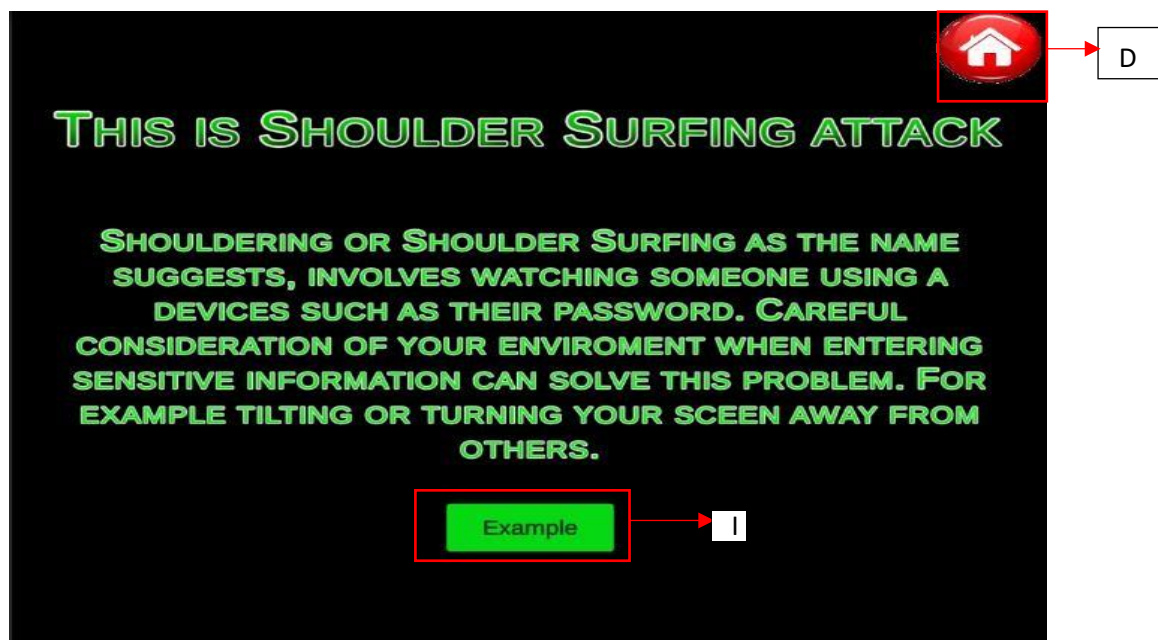 D
THIS IS SHOULDER SURFING ATTACK
SHOULDERING OR SHOULDER SURFING AS THE NAME
SUGGESTS, INVOLVES WATCHING SOMEONE USING A
DEVICES SUCH AS THEIR PASSWORD. CAREFUL
CONSIDERATION OF YOUR ENVIROMENT WHEN ENTERING
SENSITIVE INFORMATION CAN SOLVE THIS PROBLEM. FOR
EXAMPLE TILTING OR TURNING YOUR SCEEN AWAY FROM
OTHERS.
Example
I